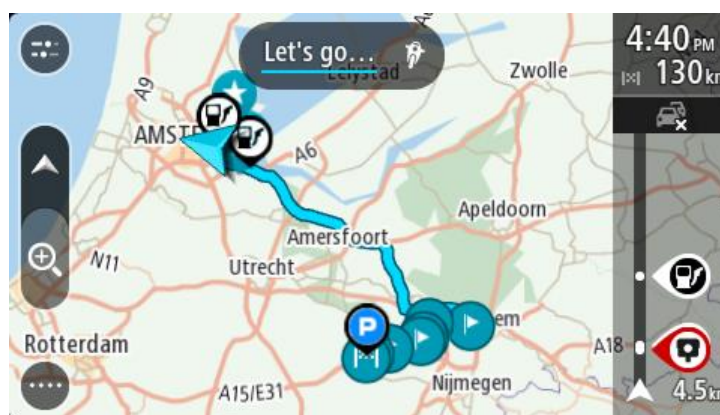 Let's go...
4:40 PM
130 km
Zwolle
A9
A6
Apeldoorn
Amersfoort
N11
Utrecht
P
Rotterdam
A18
A15/E31
Nijmegen
4.5